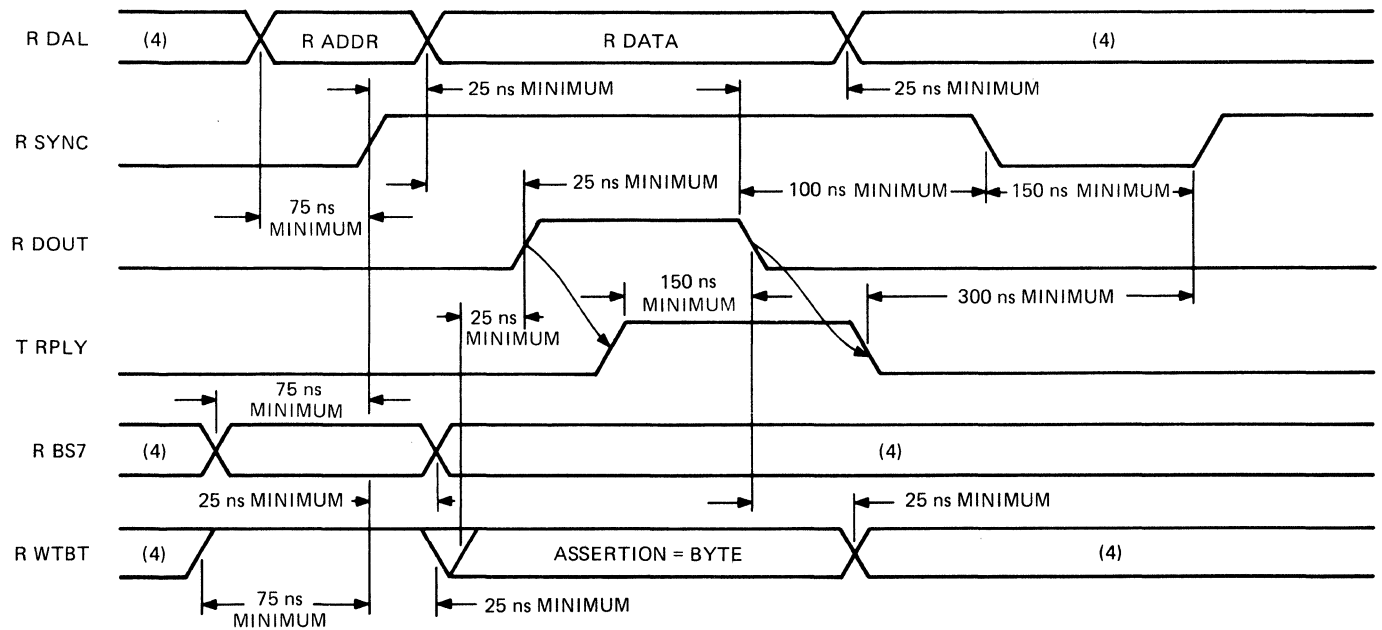 R DAL (4) R ADDR R DATA (4)
25 ns MINIMUM 25 ns MINIMUM
R SYNC
25 ns MINIMUM 100 ns MINIMUM 150 ns MINIMUM
75 ns
MINIMUM
R DOUT
150 ns
MINIMUM 300 ns MINIMUM
25 ns
MINIMUM
T RPLY
75 ns
MINIMUM
R BS7 (4) (4)
25 ns MINIMUM 25 ns MINIMUM
R WTBT (4) ASSERTION = BYTE (4)
75 ns
MINIMUM
25 ns MINIMUM